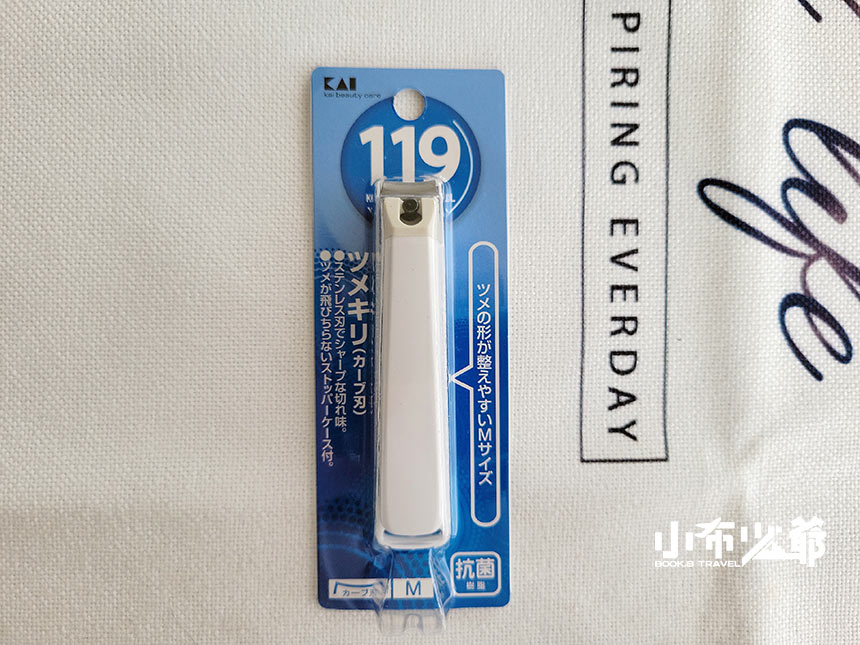 KAI
kai beauty care
119
ツメキリ(カーブ刃)
●ステンレス刃でシャープな切れ味。
●ツメが飛びちらないストッパーケース付。
ツメの形が整えやすいMサイズ
カーブ刃
M
抗菌
樹脂
PIRING EVERDAY
小布少爺
BOOK.B TRAVEL